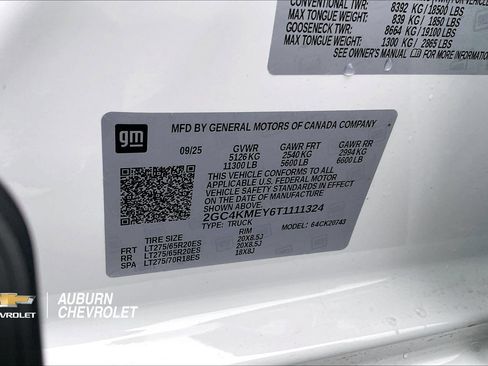 CONVENTIONAL TWR:
8392 KG / 18500 LBS
MAX TONGUE WEIGHT:
839 KG / 1850 LBS
GOOSENECK TWR:
8664 KG / 19100 LBS
MAX TONGUE WEIGHT:
1300 KG / 2865 LBS
SEE OWNER'S MANUAL FOR MORE INFORMATION
gm
MFD BY GENERAL MOTORS OF CANADA COMPANY
09/25 GVWR GAWR FRT GAWR RR
5126 KG 2540 KG 2994 KG
11300 LB 5600 LB 6600 LB
THIS VEHICLE CONFORMS TO ALL
APPLICABLE U.S. FEDERAL MOTOR
VEHICLE SAFETY STANDARDS IN EFFECT
ON THE DATE OF MANUFACTURE
SHOWN ABOVE.
2GC4KMEY6T1111324
TYPE: TRUCK MODEL: 64CK20743
TIRE SIZE RIM
FRT LT275/65R20ES 20X8.5J
RR LT275/65R20ES 20X8.5J
SPA LT275/70R18ES 18X8J
CHEVROLET
AUBURN
CHEVROLET